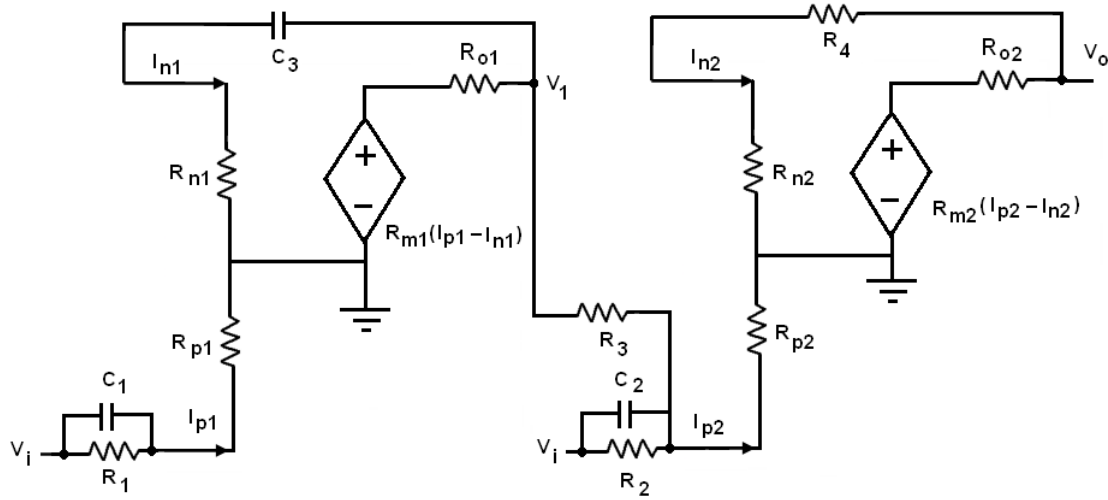 C₃
R₄
Iₙ₁
Rₒ₁
V₁
Iₙ₂
Rₒ₂
Vₒ
Rₙ₁
+
−
Rₘ₁(Iₚ₁−Iₙ₁)
Rₙ₂
+
−
Rₘ₂(Iₚ₂−Iₙ₂)
Rₚ₁
R₃
Rₚ₂
C₁
Iₚ₁
Vᵢ
R₁
C₂
Iₚ₂
Vᵢ
R₂